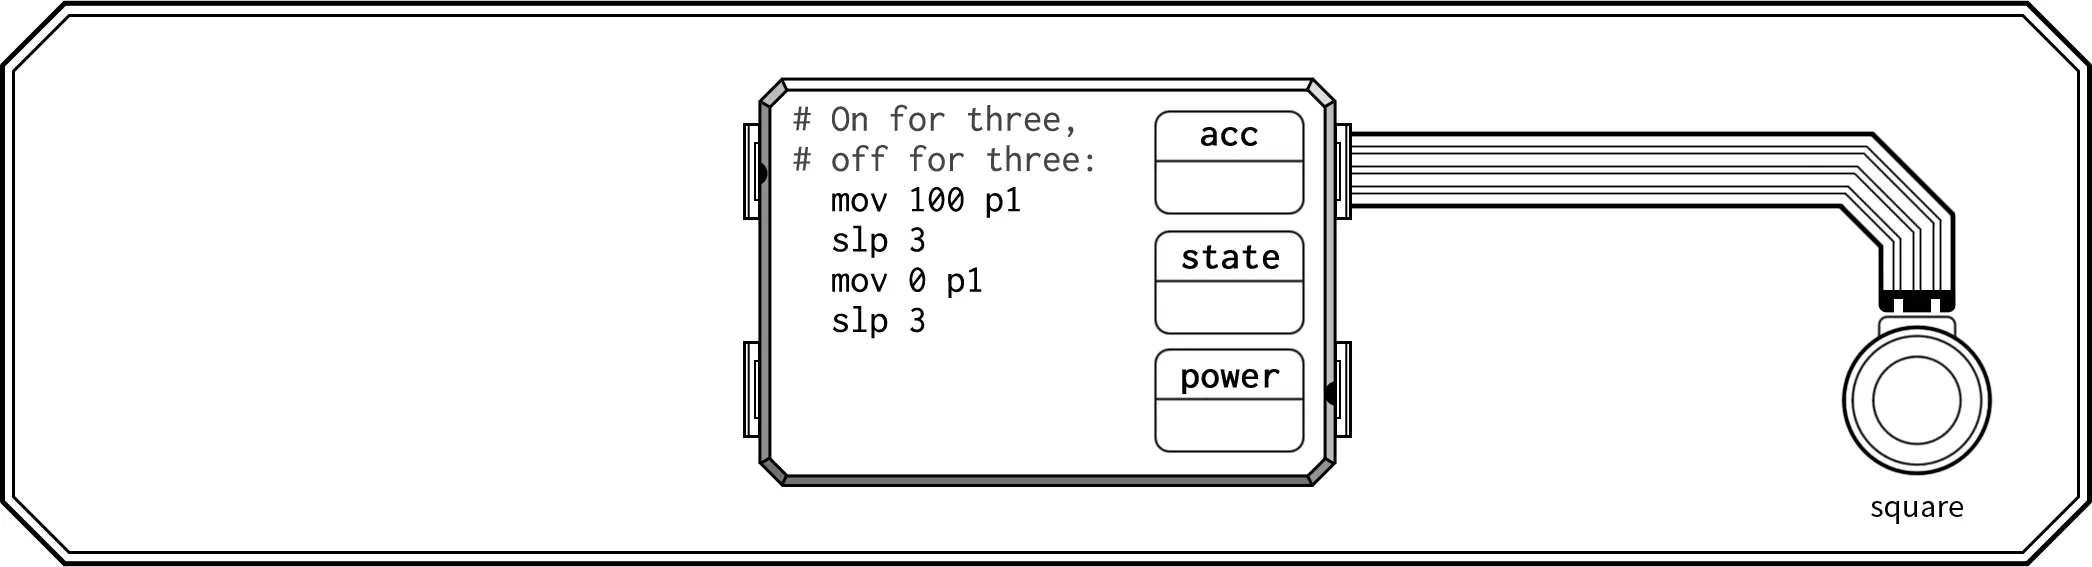 # On for three,
# off for three:
mov 100 p1
slp 3
mov 0 p1
slp 3
acc
state
power
square